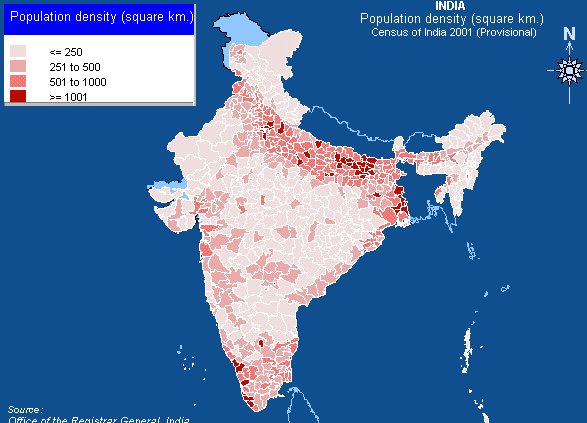 Population density (square km.)
<= 250
251 to 500
501 to 1000
>= 1001
INDIA
Population density (square km.)
Census of India 2001 (Provisional)
N
Source:
Office of the Registrar General, India